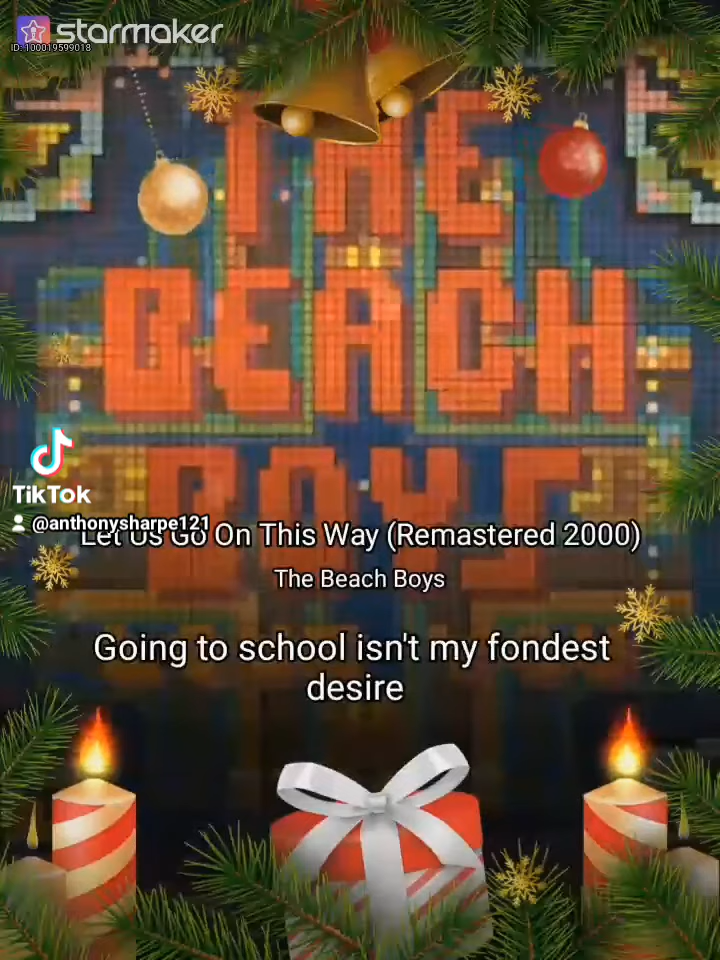 starmaker
ID:100019599018
THE
BEACH
BOYS
TikTok
@anthonysharpe121
Let Us Go On This Way (Remastered 2000)
The Beach Boys
Going to school isn't my fondest
desire